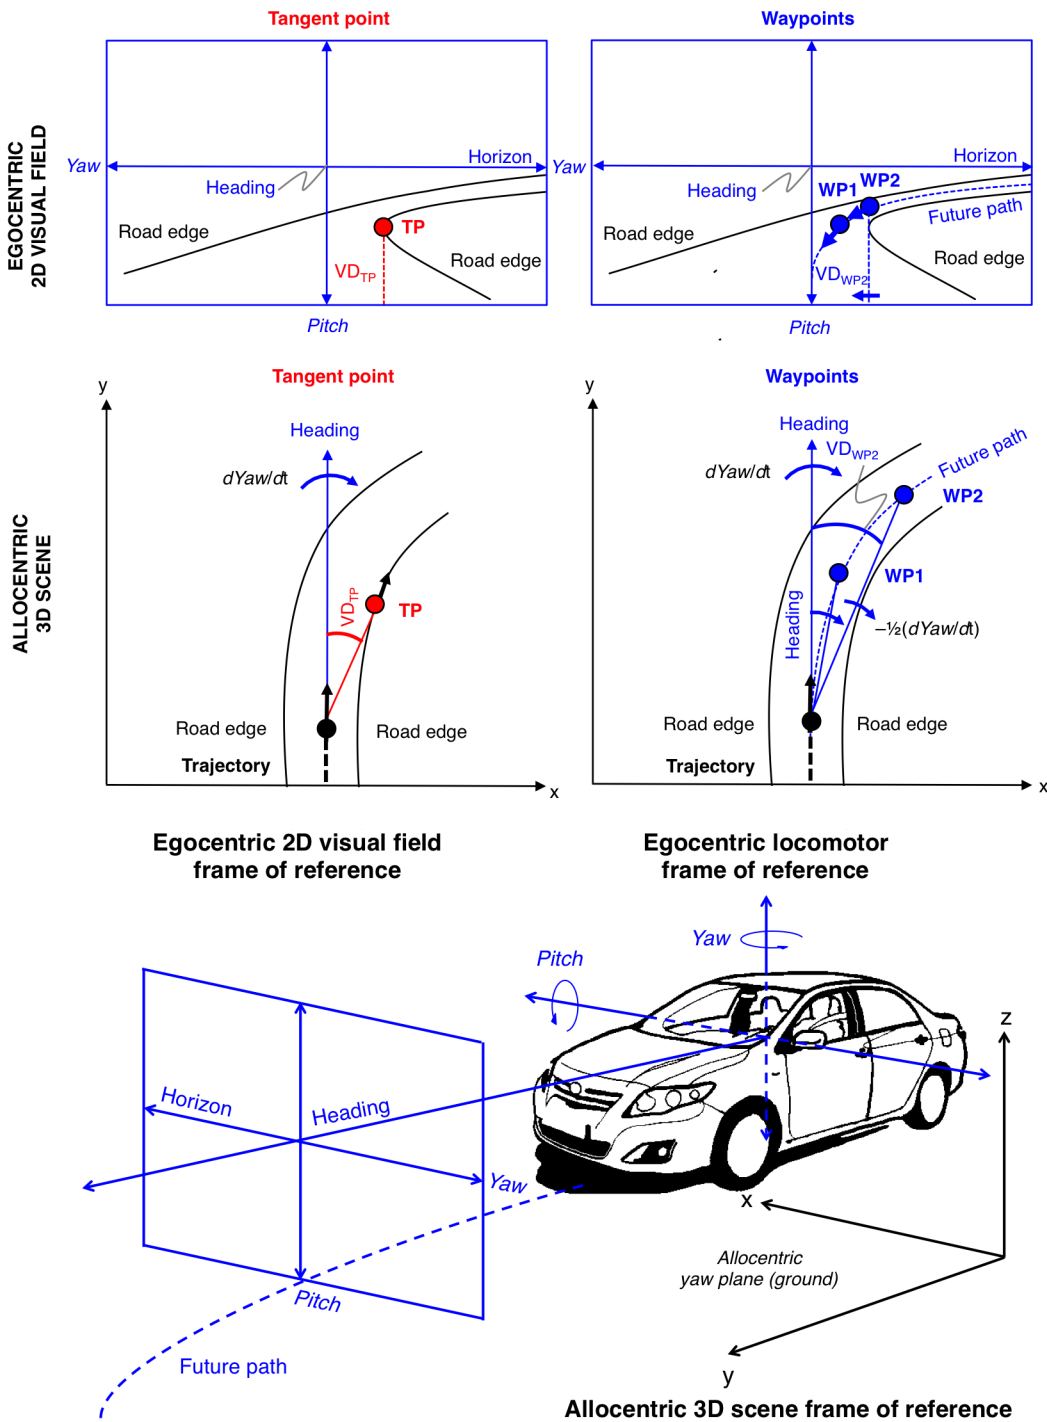 Tangent point
Waypoints
EGOCENTRIC
2D VISUAL FIELD
Yaw
Horizon
Heading
Road edge
TP
VDTP
Road edge
Pitch
Yaw
Horizon
Heading
WP1
WP2
Future path
Road edge
VDWP2
Road edge
Pitch
ALLOCENTRIC
3D SCENE
Tangent point
y
Heading
dYaw/dt
VDTP
TP
Road edge
Road edge
Trajectory
x
Waypoints
y
Heading
VDWP2
dYaw/dt
Future path
WP2
WP1
Heading
–½(dYaw/dt)
Road edge
Road edge
Trajectory
x
Egocentric 2D visual field
frame of reference
Egocentric locomotor
frame of reference
Yaw
Pitch
z
Horizon
Heading
Yaw
x
Allocentric
yaw plane (ground)
Pitch
Future path
y
Allocentric 3D scene frame of reference